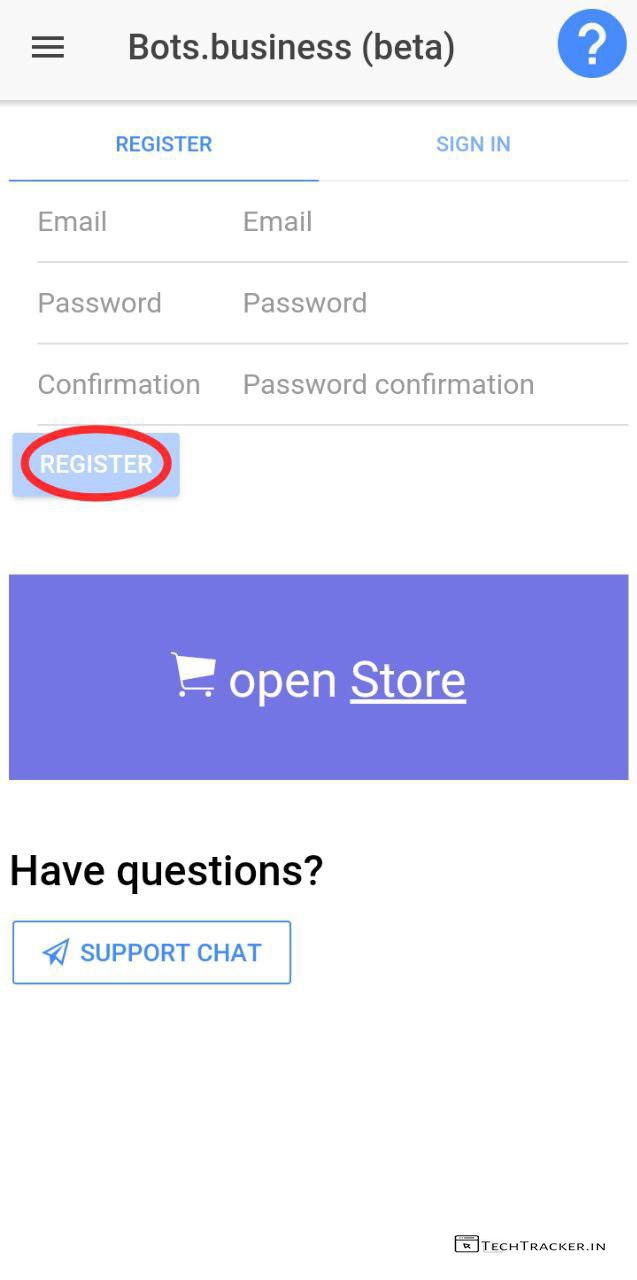 Bots.business (beta) ?
REGISTER SIGN IN
Email Email
Password Password
Confirmation Password confirmation
REGISTER
open Store
Have questions?
SUPPORT CHAT
TECHTRACKER.IN